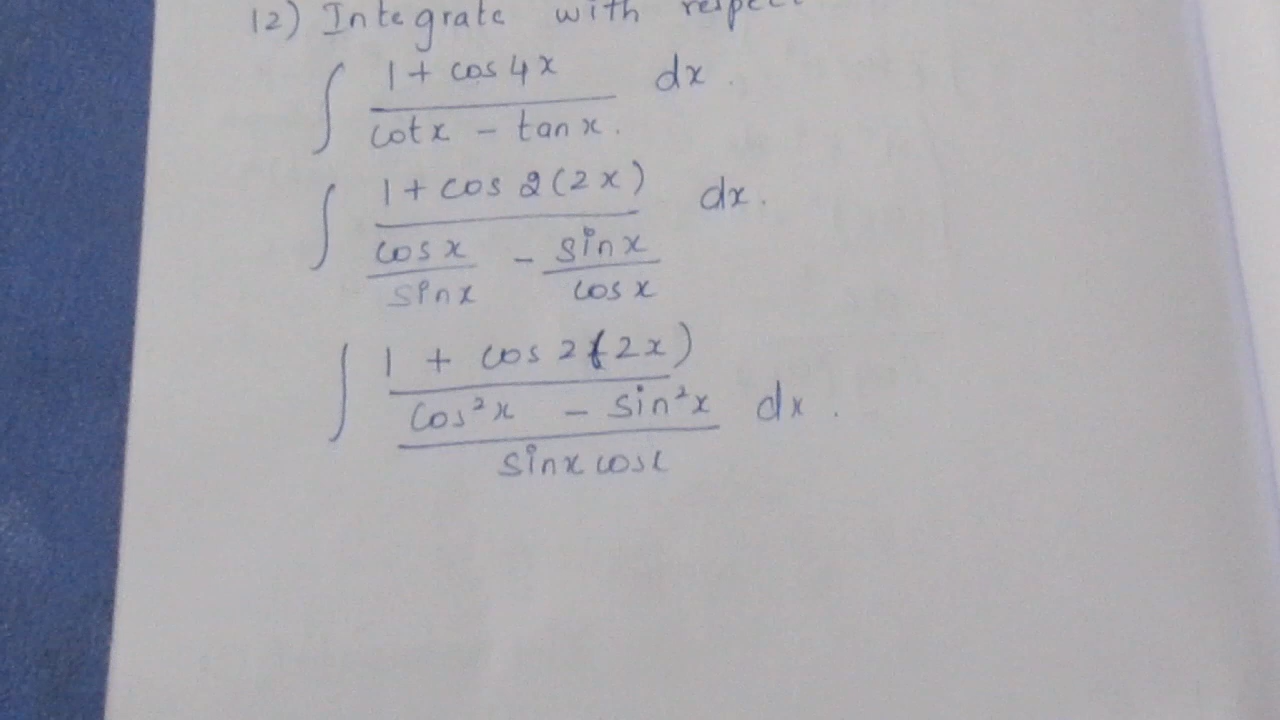 12) Integrate with respect
∫ 1 + cos 4x / cot x - tan x. dx.
∫ 1 + cos 2(2x) / cos x / sin x - sin x / cos x dx.
∫ 1 + cos 2(2x) / cos²x - sin²x / sin x cos x dx.